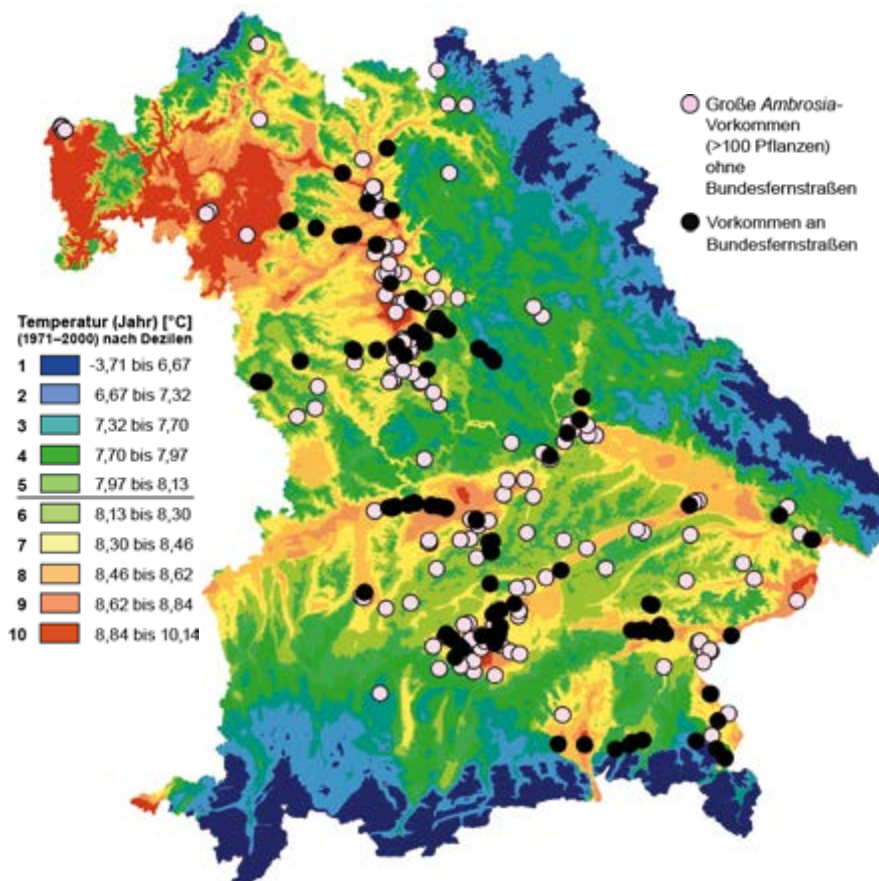 Große Ambrosia-
Vorkommen
(>100 Pflanzen)
ohne
Bundesfernstraßen
Vorkommen an
Bundesfernstraßen
Temperatur (Jahr) [°C]
(1971–2000) nach Dezilen
1 -3,71 bis 6,67
2 6,67 bis 7,32
3 7,32 bis 7,70
4 7,70 bis 7,97
5 7,97 bis 8,13
6 8,13 bis 8,30
7 8,30 bis 8,46
8 8,46 bis 8,62
9 8,62 bis 8,84
10 8,84 bis 10,14